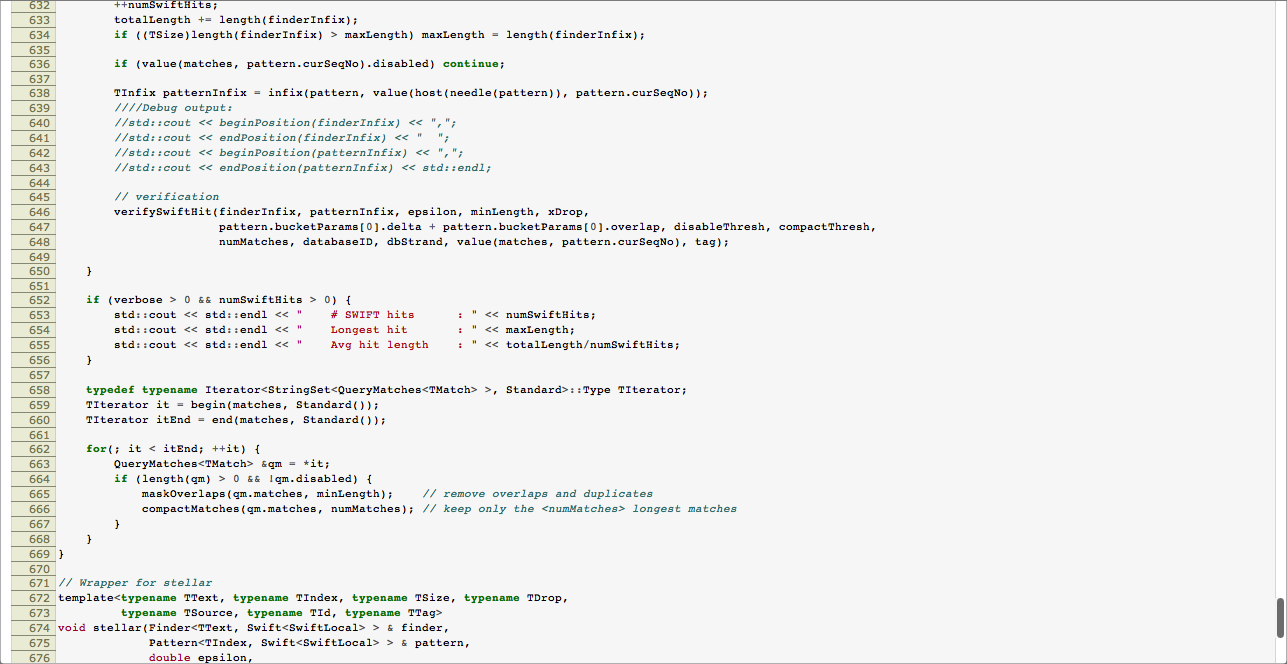 632         ++numSwiftHits;
633         totalLength += length(finderInfix);
634         if ((TSize)length(finderInfix) > maxLength) maxLength = length(finderInfix);
635
636         if (value(matches, pattern.curSeqNo).disabled) continue;
637
638         TInfix patternInfix = infix(pattern, value(host(needle(pattern)), pattern.curSeqNo));
639         ////Debug output:
640         //std::cout << beginPosition(finderInfix) << ",";
641         //std::cout << endPosition(finderInfix) << "  ";
642         //std::cout << beginPosition(patternInfix) << ",";
643         //std::cout << endPosition(patternInfix) << std::endl;
644
645         // verification
646         verifySwiftHit(finderInfix, patternInfix, epsilon, minLength, xDrop,
647                        pattern.bucketParams[0].delta + pattern.bucketParams[0].overlap, disableThresh, compactThresh,
648                        numMatches, databaseID, dbStrand, value(matches, pattern.curSeqNo), tag);
649
650     }
651
652     if (verbose > 0 && numSwiftHits > 0) {
653         std::cout << std::endl << "    # SWIFT hits      : " << numSwiftHits;
654         std::cout << std::endl << "    Longest hit       : " << maxLength;
655         std::cout << std::endl << "    Avg hit length    : " << totalLength/numSwiftHits;
656     }
657
658     typedef typename Iterator<StringSet<QueryMatches<TMatch> >, Standard>::Type TIterator;
659     TIterator it = begin(matches, Standard());
660     TIterator itEnd = end(matches, Standard());
661
662     for(; it < itEnd; ++it) {
663         QueryMatches<TMatch> &qm = *it;
664         if (length(qm) > 0 && !qm.disabled) {
665             maskOverlaps(qm.matches, minLength);    // remove overlaps and duplicates
666             compactMatches(qm.matches, numMatches); // keep only the <numMatches> longest matches
667         }
668     }
669 }
670
671 // Wrapper for stellar
672 template<typename TText, typename TIndex, typename TSize, typename TDrop,
673          typename TSource, typename TId, typename TTag>
674 void stellar(Finder<TText, Swift<SwiftLocal> > & finder,
675              Pattern<TIndex, Swift<SwiftLocal> > & pattern,
676              double epsilon,